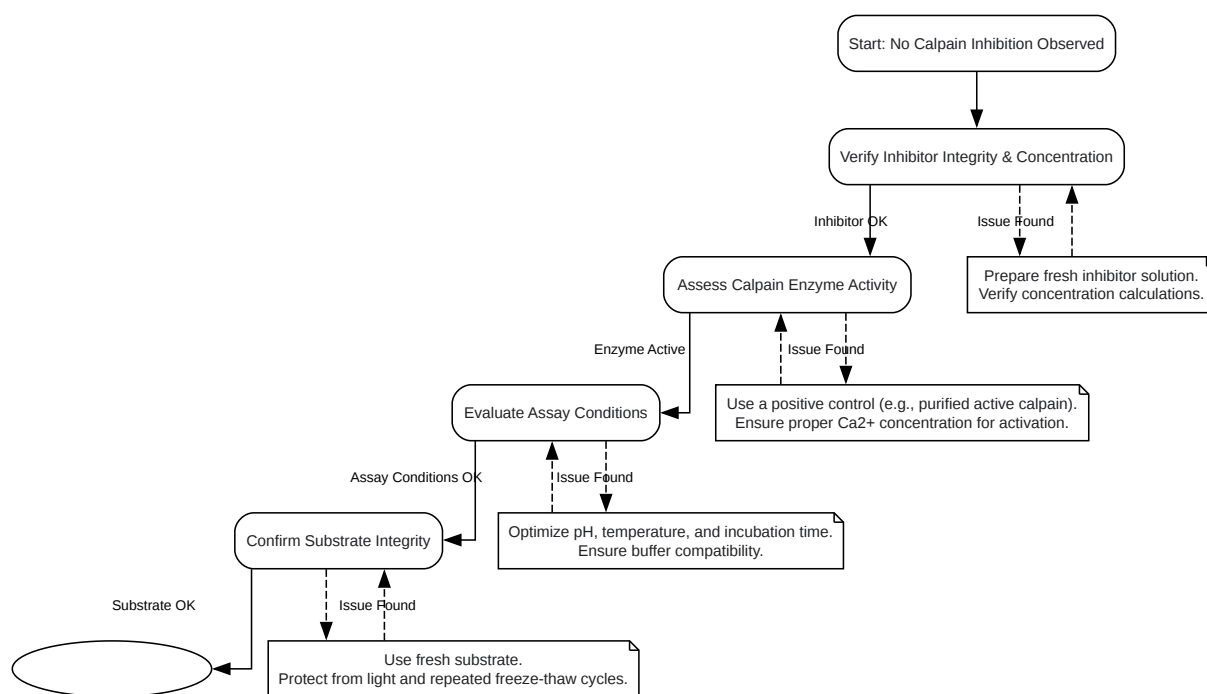 Start: No Calpain Inhibition Observed
Verify Inhibitor Integrity & Concentration
Inhibitor OK
Issue Found
Prepare fresh inhibitor solution.
Verify concentration calculations.
Assess Calpain Enzyme Activity
Enzyme Active
Issue Found
Use a positive control (e.g., purified active calpain).
Ensure proper Ca2+ concentration for activation.
Evaluate Assay Conditions
Assay Conditions OK
Issue Found
Optimize pH, temperature, and incubation time.
Ensure buffer compatibility.
Confirm Substrate Integrity
Substrate OK
Issue Found
Use fresh substrate.
Protect from light and repeated freeze-thaw cycles.